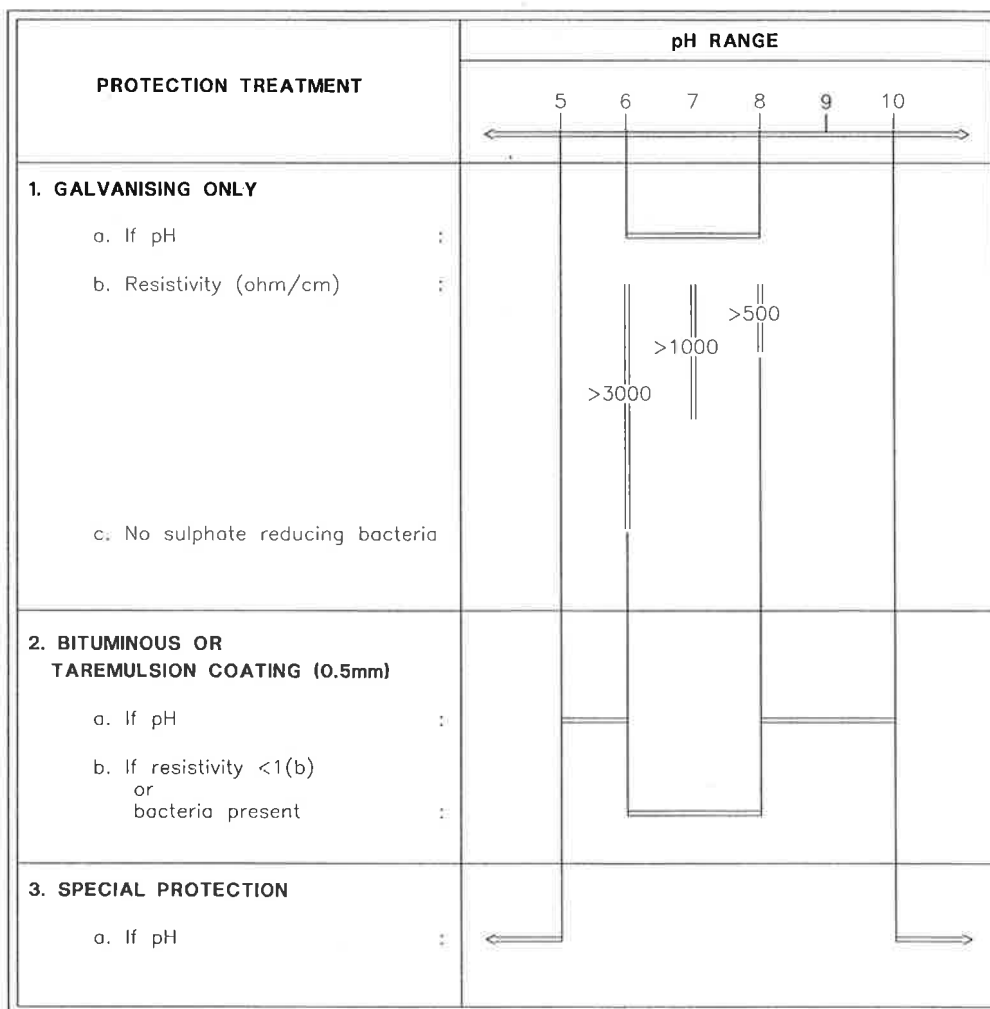 pH RANGE
PROTECTION TREATMENT
5 6 7 8 9 10
1. GALVANISING ONLY
a. If pH :
b. Resistivity (ohm/cm) :
>500
>1000
>3000
c. No sulphate reducing bacteria
2. BITUMINOUS OR
TAREMULSION COATING (0.5mm)
a. If pH :
b. If resistivity <1(b)
or
bacteria present :
3. SPECIAL PROTECTION
a. If pH :